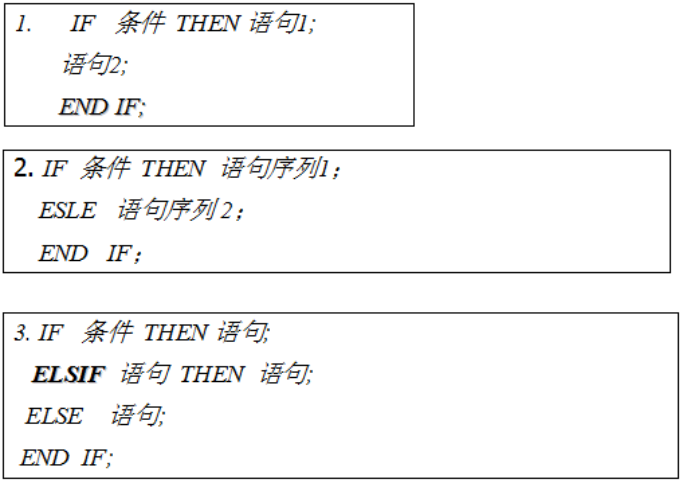 1. IF 条件 THEN 语句1;
语句2;
END IF;
2. IF 条件 THEN 语句序列1；
ESLE 语句序列2；
END IF；
3. IF 条件 THEN 语句;
ELSIF 语句 THEN 语句;
ELSE 语句;
END IF;